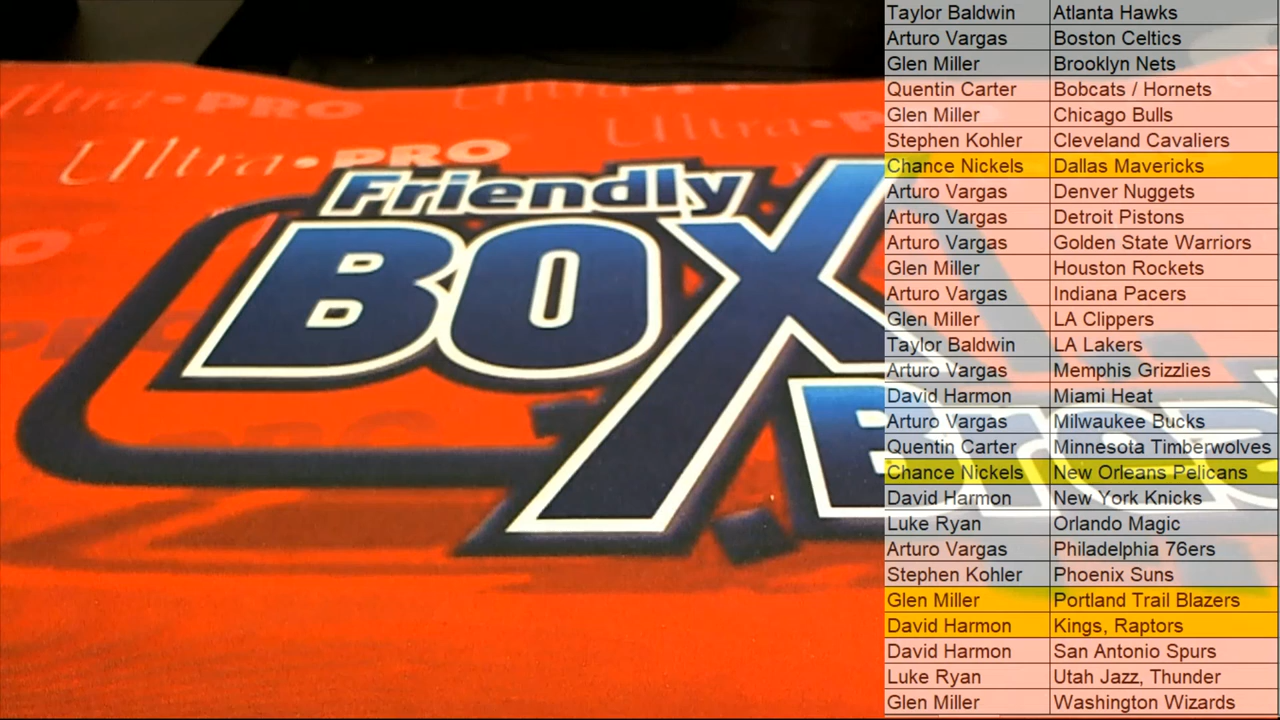 Ultra•PRO
Ultra•PRO
Friendly
BOX
Taylor Baldwin Atlanta Hawks
Arturo Vargas Boston Celtics
Glen Miller Brooklyn Nets
Quentin Carter Bobcats / Hornets
Glen Miller Chicago Bulls
Stephen Kohler Cleveland Cavaliers
Chance Nickels Dallas Mavericks
Arturo Vargas Denver Nuggets
Arturo Vargas Detroit Pistons
Arturo Vargas Golden State Warriors
Glen Miller Houston Rockets
Arturo Vargas Indiana Pacers
Glen Miller LA Clippers
Taylor Baldwin LA Lakers
Arturo Vargas Memphis Grizzlies
David Harmon Miami Heat
Arturo Vargas Milwaukee Bucks
Quentin Carter Minnesota Timberwolves
Chance Nickels New Orleans Pelicans
David Harmon New York Knicks
Luke Ryan Orlando Magic
Arturo Vargas Philadelphia 76ers
Stephen Kohler Phoenix Suns
Glen Miller Portland Trail Blazers
David Harmon Kings, Raptors
David Harmon San Antonio Spurs
Luke Ryan Utah Jazz, Thunder
Glen Miller Washington Wizards